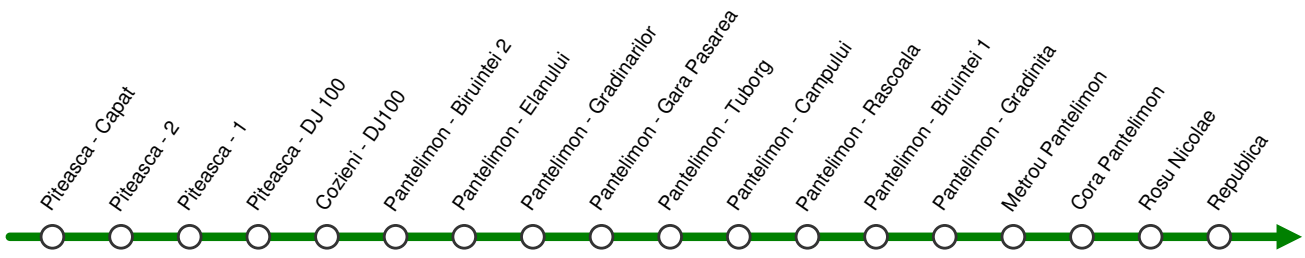 Piteasca - Capat
Piteasca - 2
Piteasca - 1
Piteasca - DJ 100
Cozieni - DJ100
Pantelimon - Biruintei 2
Pantelimon - Elanului
Pantelimon - Gradinarilor
Pantelimon - Gara Pasarea
Pantelimon - Tuborg
Pantelimon - Campului
Pantelimon - Rascoala
Pantelimon - Biruintei 1
Pantelimon - Gradinita
Metrou Pantelimon
Cora Pantelimon
Rosu Nicolae
Republica